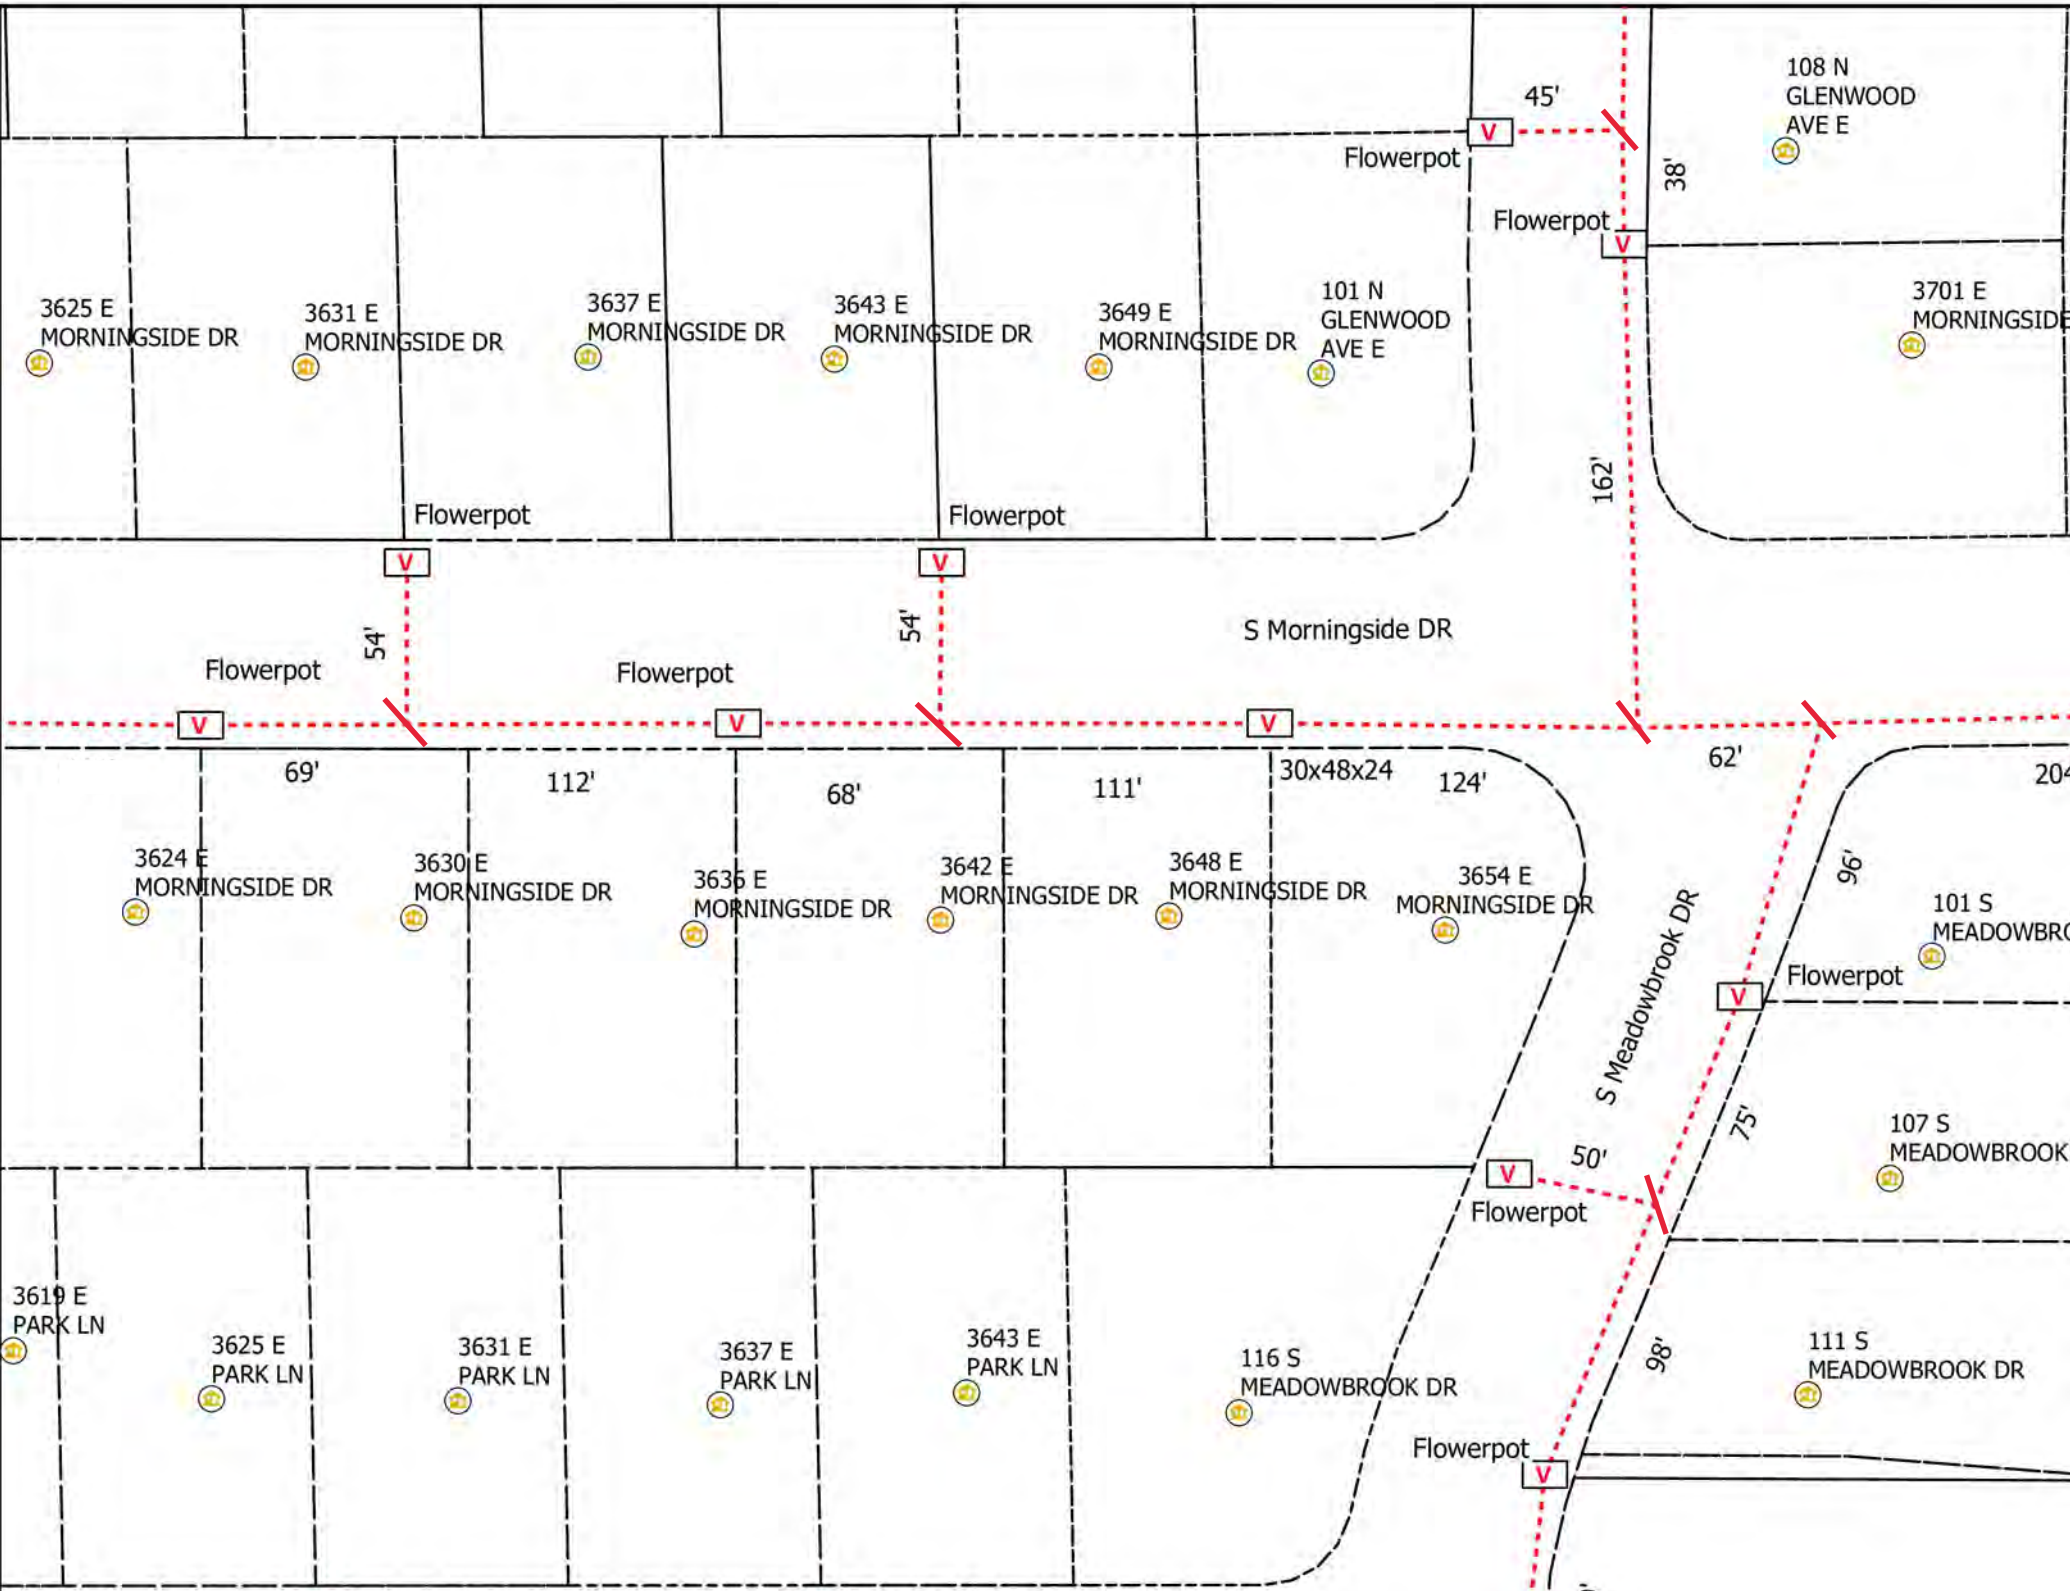 108 N
GLENWOOD
AVE E
45'
V
Flowerpot
38'
Flowerpot
V
3625 E
MORNINGSIDE DR
3631 E
MORNINGSIDE DR
3637 E
MORNINGSIDE DR
3643 E
MORNINGSIDE DR
3649 E
MORNINGSIDE DR
101 N
GLENWOOD
AVE E
3701 E
MORNINGSIDE
162'
Flowerpot
Flowerpot
V
V
54'
54'
S Morningside DR
Flowerpot
Flowerpot
V
V
V
69'
112'
68'
111'
30x48x24
124'
62'
204
3624 E
MORNINGSIDE DR
3630 E
MORNINGSIDE DR
3636 E
MORNINGSIDE DR
3642 E
MORNINGSIDE DR
3648 E
MORNINGSIDE DR
3654 E
MORNINGSIDE DR
96'
101 S
MEADOWBRO
S Meadowbrook DR
Flowerpot
V
75'
107 S
MEADOWBROOK
50'
V
Flowerpot
3619 E
PARK LN
3625 E
PARK LN
3631 E
PARK LN
3637 E
PARK LN
3643 E
PARK LN
116 S
MEADOWBROOK DR
98'
111 S
MEADOWBROOK DR
Flowerpot
V